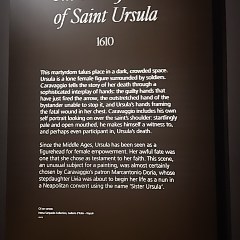 of Saint Ursula
1610
This martyrdom takes place in a dark, crowded space.
Ursula is a lone female figure surrounded by soldiers.
Caravaggio tells the story of her death through a
sophisticated interplay of hands: the guilty hands that
have just fired the arrow, the outstretched hand of the
bystander unable to stop it, and Ursula's hands framing
the fatal wound in her chest. Caravaggio includes his own
self portrait looking on over the saint's shoulder: startlingly
pale and open mouthed, he makes himself a witness to, and
perhaps even participant in, Ursula's death.
Since the Middle Ages, Ursula has been seen as a
figurehead for female empowerment. Her awful fate was
one that she chose as testament to her faith. This scene,
an unusual subject for a painting, was almost certainly
chosen by Caravaggio's patron Marcantonio Doria, whose
stepdaughter Livia was about to begin her life as a nun in
a Neapolitan convent using the name "Sister Ursula".
Oil on canvas